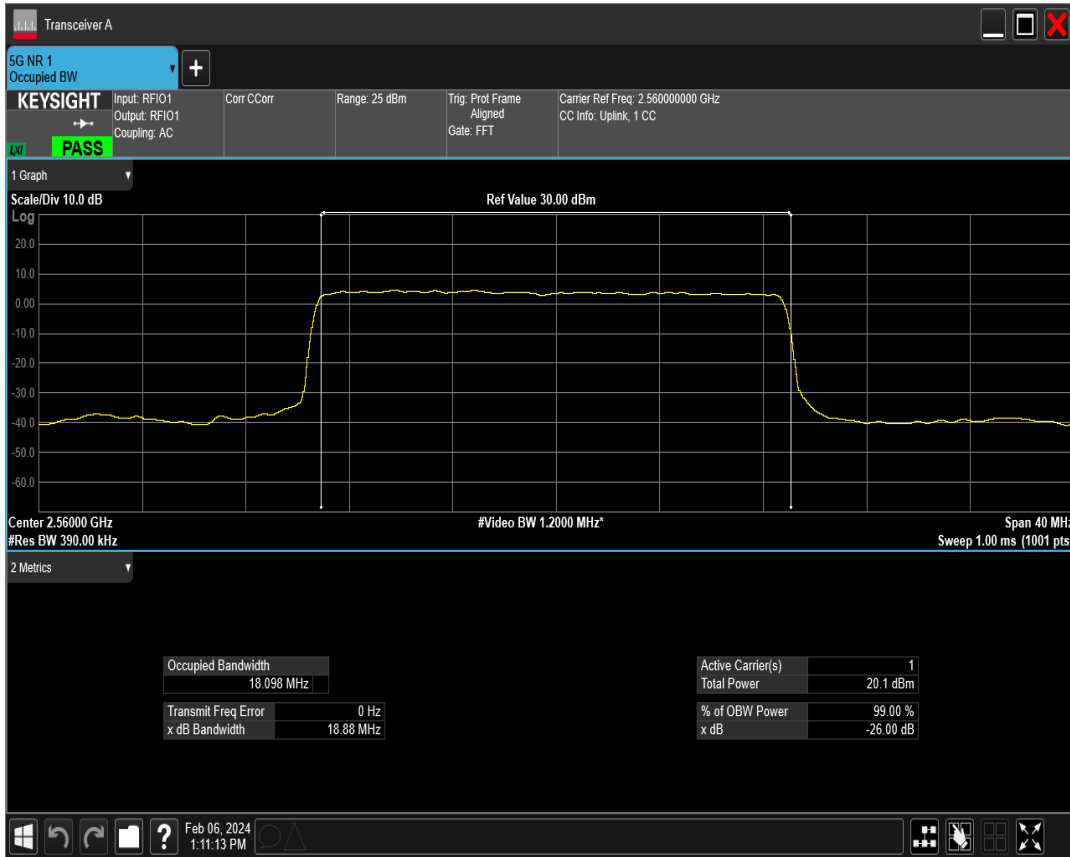 Transceiver A
5G NR 1
Occupied BW
+
KEYSIGHT
LXI
PASS
Input: RFIO1
Output: RFIO1
Coupling: AC
Corr CCorr
Range: 25 dBm
Trig: Prot Frame
Aligned
Gate: FFT
Carrier Ref Freq: 2.560000000 GHz
CC Info: Uplink, 1 CC
1 Graph
Scale/Div 10.0 dB
Ref Value 30.00 dBm
Log
20.0
10.0
0.00
-10.0
-20.0
-30.0
-40.0
-50.0
-60.0
Center 2.56000 GHz
#Video BW 1.2000 MHz*
Span 40 MHz
#Res BW 390.00 kHz
Sweep 1.00 ms (1001 pts
2 Metrics
Occupied Bandwidth
18.098 MHz
Transmit Freq Error 0 Hz
x dB Bandwidth 18.88 MHz
Active Carrier(s) 1
Total Power 20.1 dBm
% of OBW Power 99.00 %
x dB -26.00 dB
?
Feb 06, 2024
1:11:13 PM